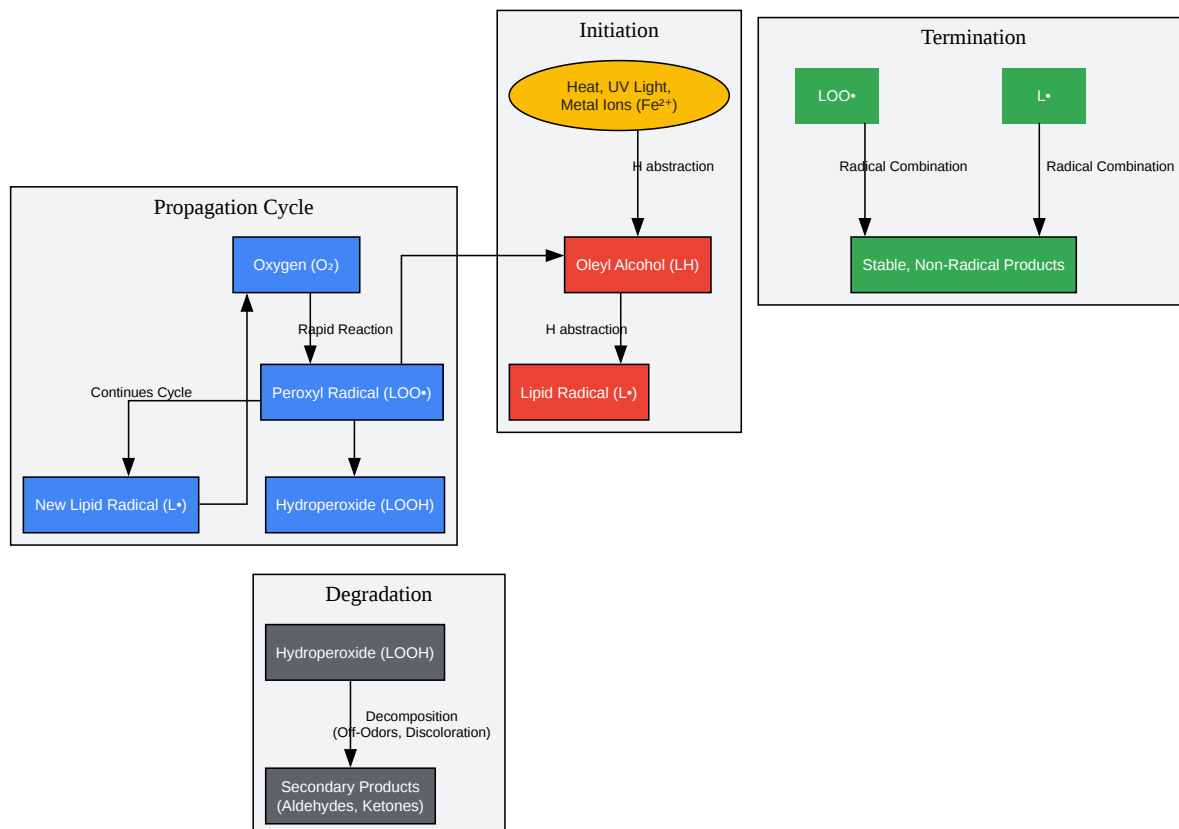 Initiation
Heat, UV Light,
Metal Ions (Fe²⁺)
H abstraction
Oleyl Alcohol (LH)
H abstraction
Lipid Radical (L•)
Termination
LOO•
L•
Radical Combination
Radical Combination
Stable, Non-Radical Products
Propagation Cycle
Oxygen (O₂)
Rapid Reaction
Peroxyl Radical (LOO•)
Continues Cycle
New Lipid Radical (L•)
Hydroperoxide (LOOH)
Degradation
Hydroperoxide (LOOH)
Decomposition
(Off-Odors, Discoloration)
Secondary Products
(Aldehydes, Ketones)